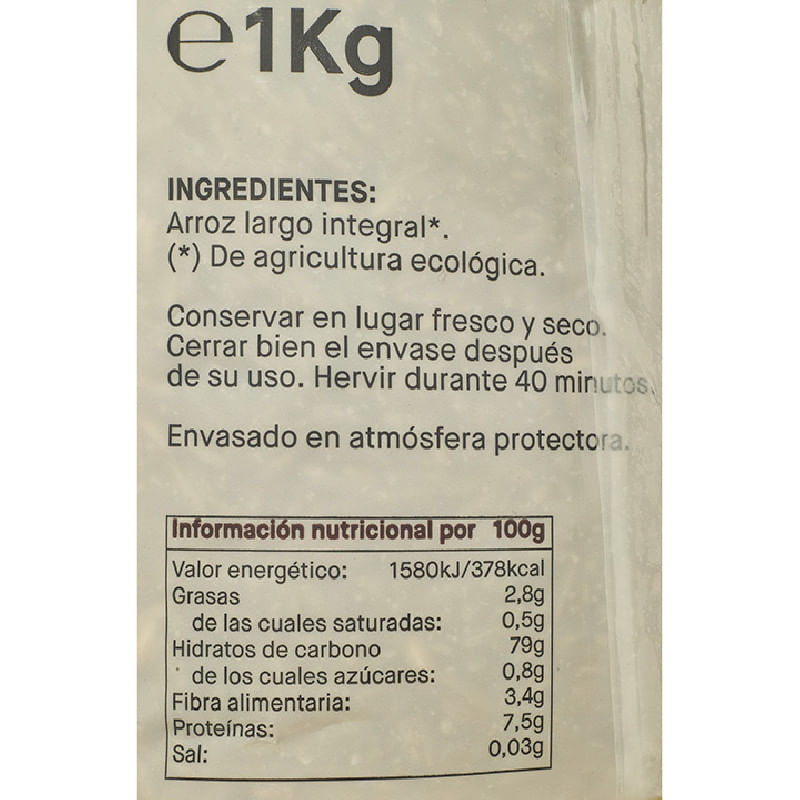 e1Kg
INGREDIENTES:
Arroz largo integral*.
(*) De agricultura ecológica.
Conservar en lugar fresco y seco.
Cerrar bien el envase después
de su uso. Hervir durante 40 minutos.
Envasado en atmósfera protectora.
Información nutricional por 100g
Valor energético: 1580kJ/378kcal
Grasas 2,8g
de las cuales saturadas: 0,5g
Hidratos de carbono 79g
de los cuales azúcares: 0,8g
Fibra alimentaria: 3,4g
Proteínas: 7,5g
Sal: 0,03g